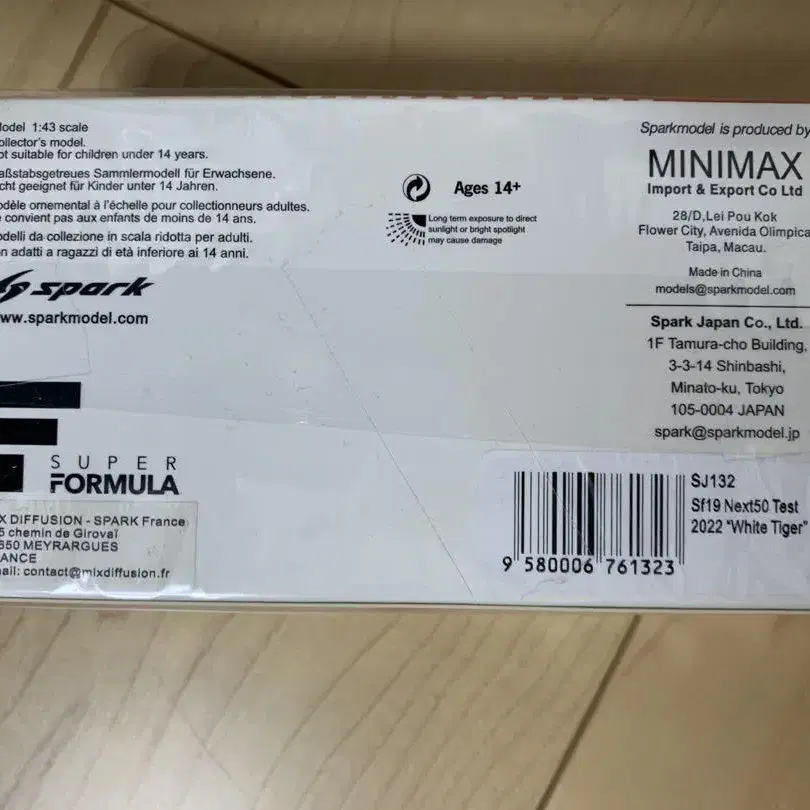 odel 1:43 scale
ollector's model.
ot suitable for children under 14 years.
aßstabsgetreues Sammlermodell für Erwachsene.
cht geeignet für Kinder unter 14 Jahren.
odèle ornemental à l'échelle pour collectionneurs adultes.
e convient pas aux enfants de moins de 14 ans.
odelli da collezione in scala ridotta per adulti.
on adatti a ragazzi di età inferiore ai 14 anni.
spark
ww.sparkmodel.com
SUPER
FORMULA
X DIFFUSION - SPARK France
5 chemin de Girovaï
650 MEYRARGUES
ANCE
ail: contact@mixdiffusion.fr
Ages 14+
Long term exposure to direct
sunlight or bright spotlight
may cause damage
Sparkmodel is produced by
MINIMAX
Import & Export Co Ltd
28/D,Lei Pou Kok
Flower City, Avenida Olimpica
Taipa, Macau.
Made in China
models@sparkmodel.com
Spark Japan Co., Ltd.
1F Tamura-cho Building,
3-3-14 Shinbashi,
Minato-ku, Tokyo
105-0004 JAPAN
spark@sparkmodel.jp
SJ132
Sf19 Next50 Test
2022 "White Tiger"
9 580006 761323